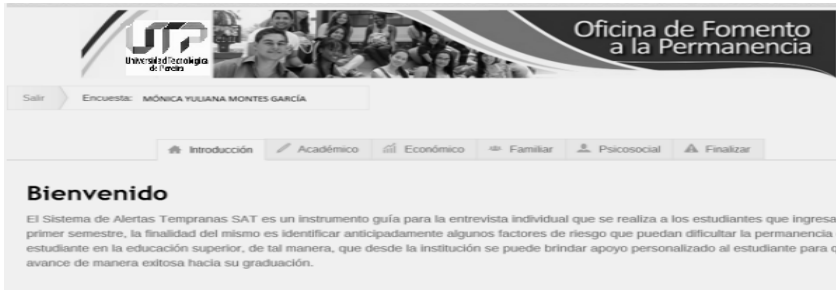 UTP
Universidad Tecnológica
de Pereira
Oficina de Fomento
a la Permanencia
Salir Encuesta: MÓNICA YULIANA MONTES GARCÍA
Introducción Académico Económico Familiar Psicosocial Finalizar
Bienvenido
El Sistema de Alertas Tempranas SAT es un instrumento guía para la entrevista individual que se realiza a los estudiantes que ingresa
primer semestre, la finalidad del mismo es identificar anticipadamente algunos factores de riesgo que puedan dificultar la permanencia
estudiante en la educación superior, de tal manera, que desde la institución se puede brindar apoyo personalizado al estudiante para
avance de manera exitosa hacia su graduación.